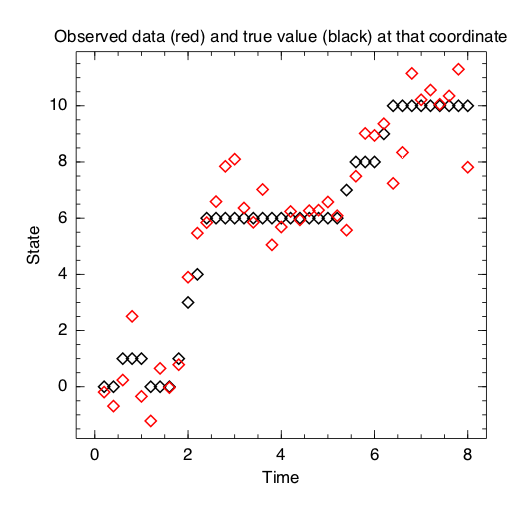 Observed data (red) and true value (black) at that coordinate
10
8
6
4
2
0
State
0 2 4 6 8
Time